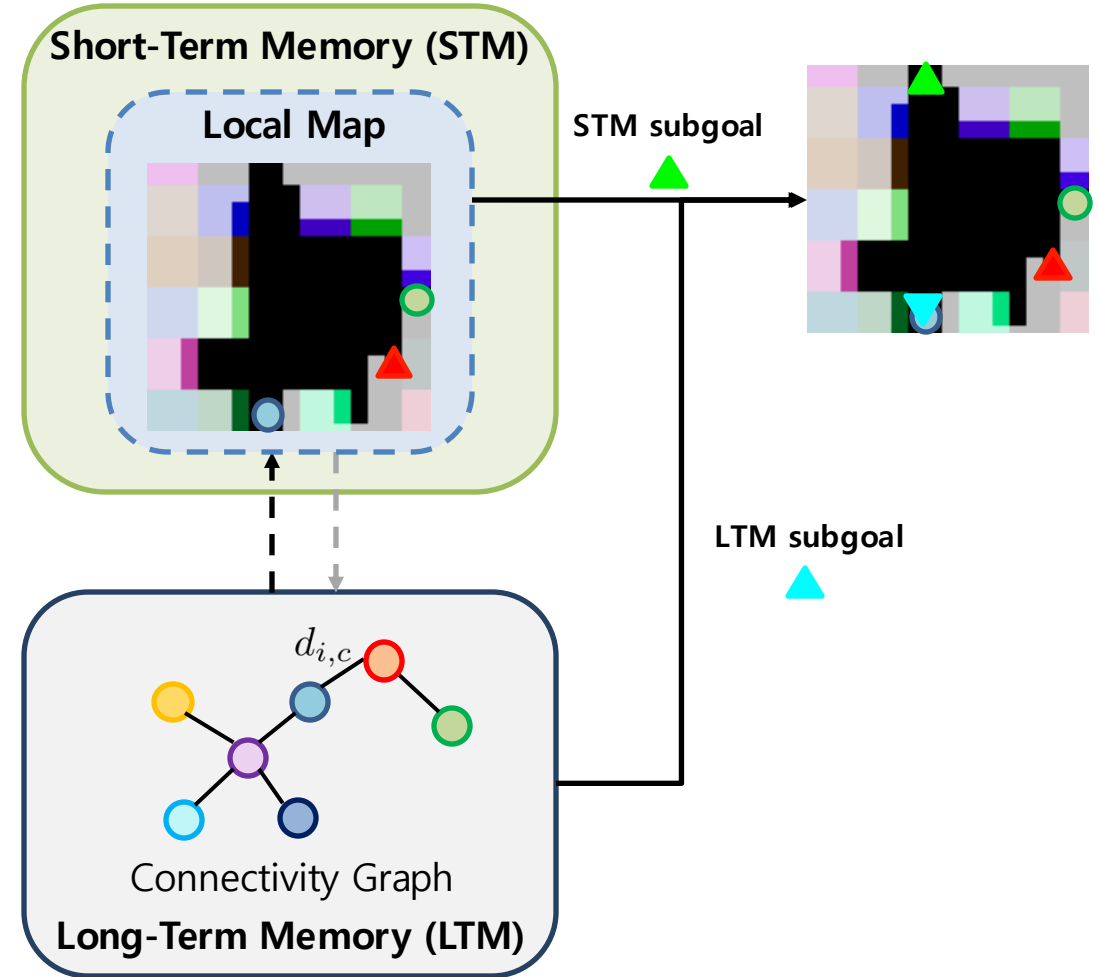 Short-Term Memory (STM)
Local Map
STM subgoal
LTM subgoal
d_{i,c}
Connectivity Graph
Long-Term Memory (LTM)